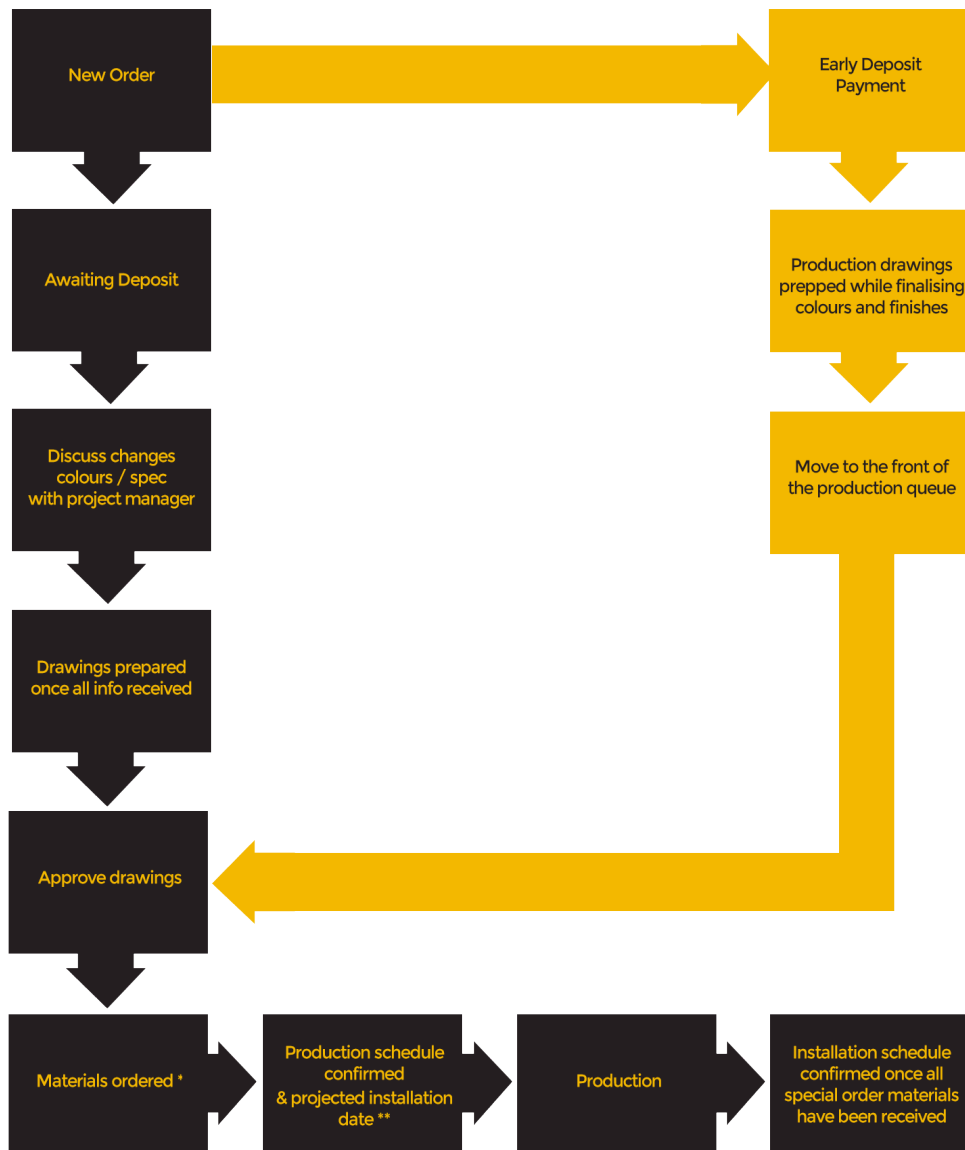 New Order
Early Deposit
Payment
Awaiting Deposit
Production drawings
prepped while finalising
colours and finishes
Discuss changes
colours / spec
with project manager
Move to the front of
the production queue
Drawings prepared
once all info received
Approve drawings
Materials ordered *
Production schedule
confirmed
& projected installation
date **
Production
Installation schedule
confirmed once all
special order materials
have been received